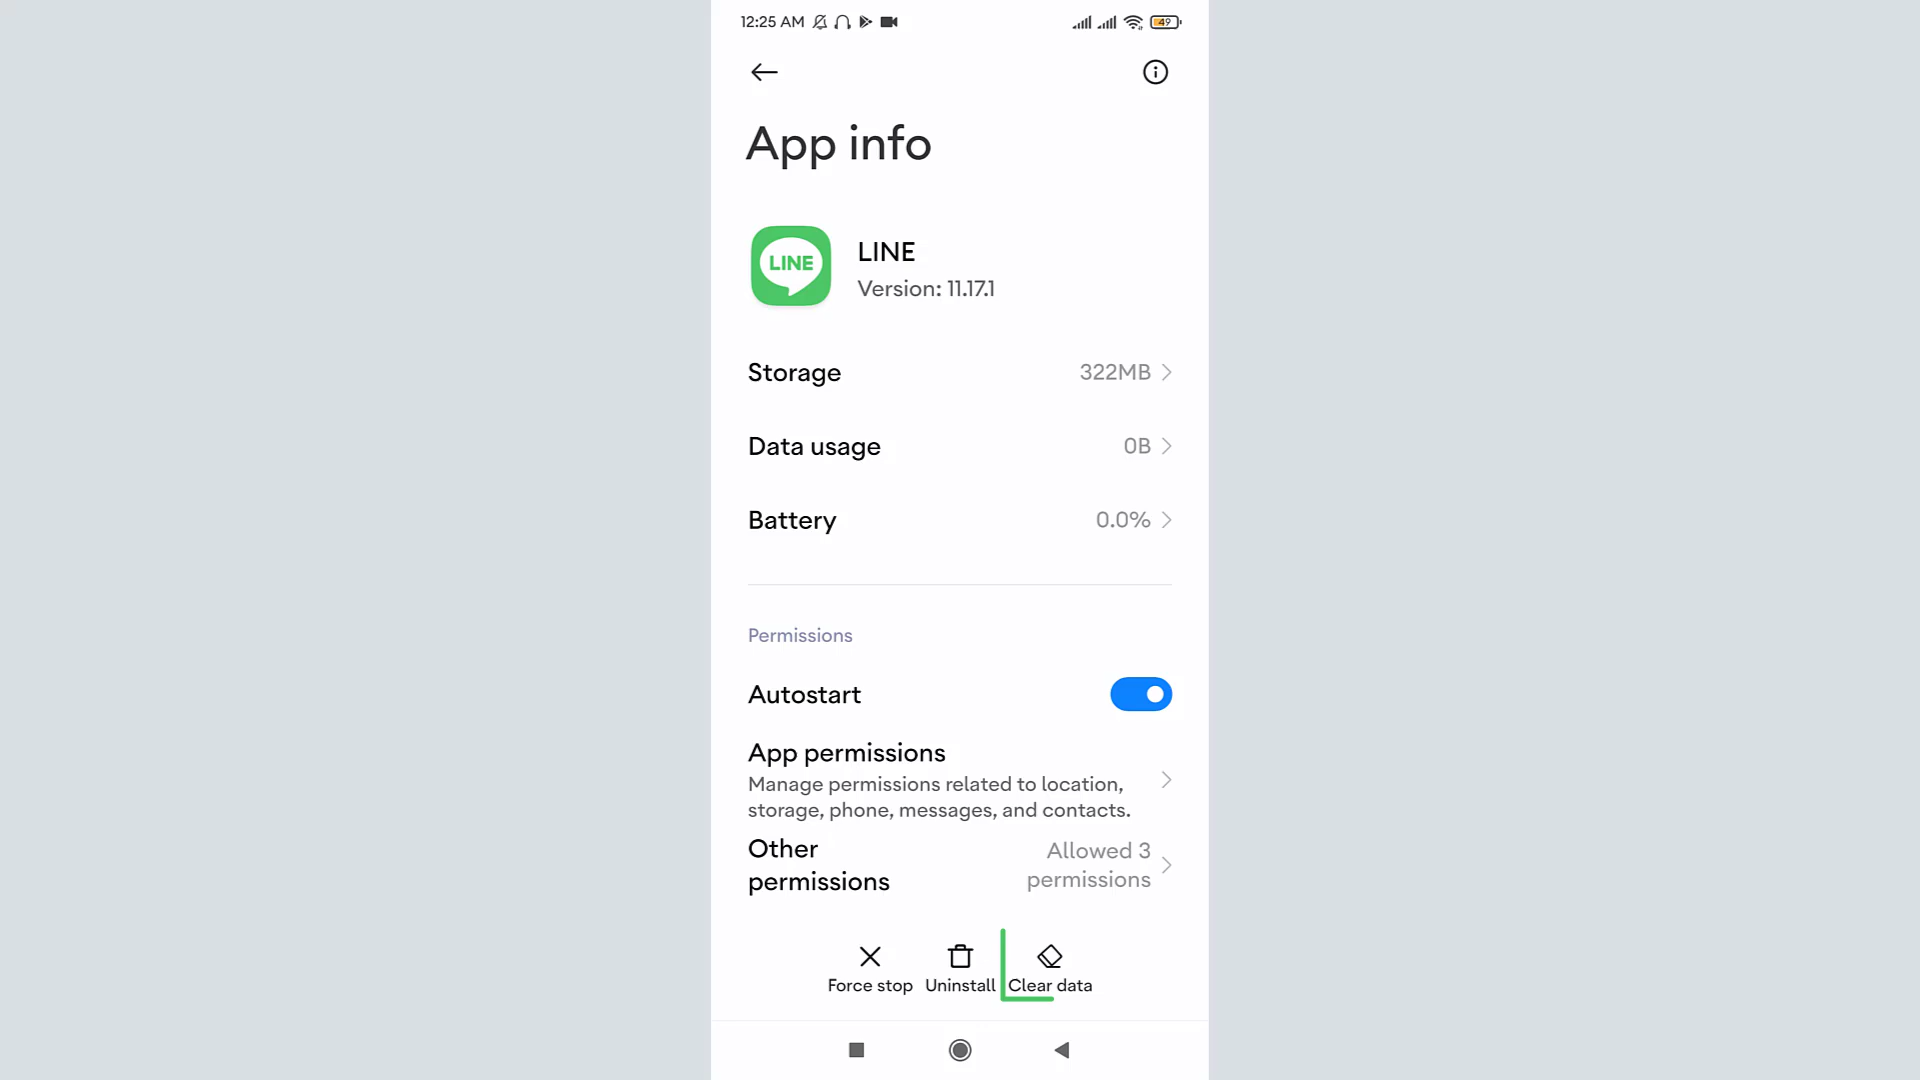 12:25 AM
49
App info
LINE
LINE
Version: 11.17.1
Storage 322MB
Data usage 0B
Battery 0.0%
Permissions
Autostart
App permissions
Manage permissions related to location,
storage, phone, messages, and contacts.
Other permissions
Allowed 3 permissions
Force stop Uninstall Clear data